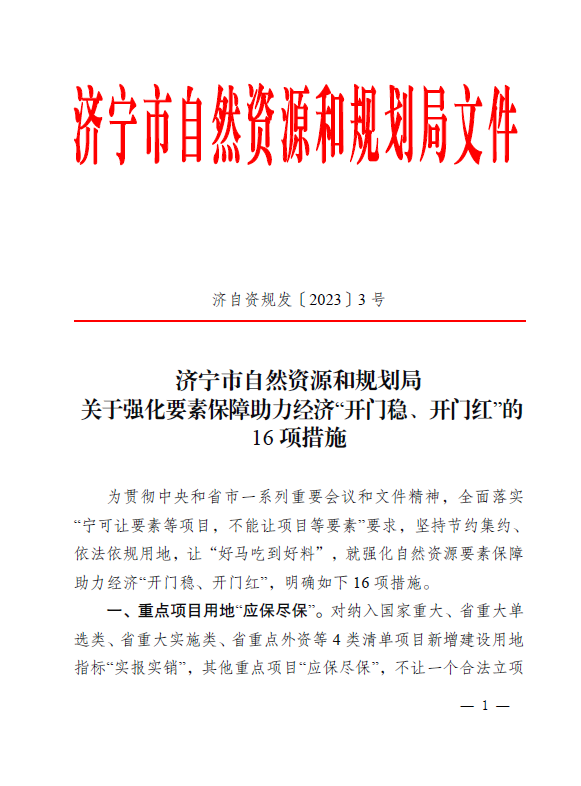 济宁市自然资源和规划局文件
济自资规发〔2023〕3 号
济宁市自然资源和规划局
关于强化要素保障助力经济“开门稳、开门红”的
16 项措施
为贯彻中央和省市一系列重要会议和文件精神，全面落实
“宁可让要素等项目，不能让项目等要素”要求，坚持节约集约、
依法依规用地，让“好马吃到好料”，就强化自然资源要素保障
助力经济“开门稳、开门红”，明确如下 16 项措施。
一、重点项目用地“应保尽保”。对纳入国家重大、省重大单
选类、省重大实施类、省重点外资等 4 类清单项目新增建设用地
指标“实报实销”，其他重点项目“应保尽保”，不让一个合法立项
— 1 —